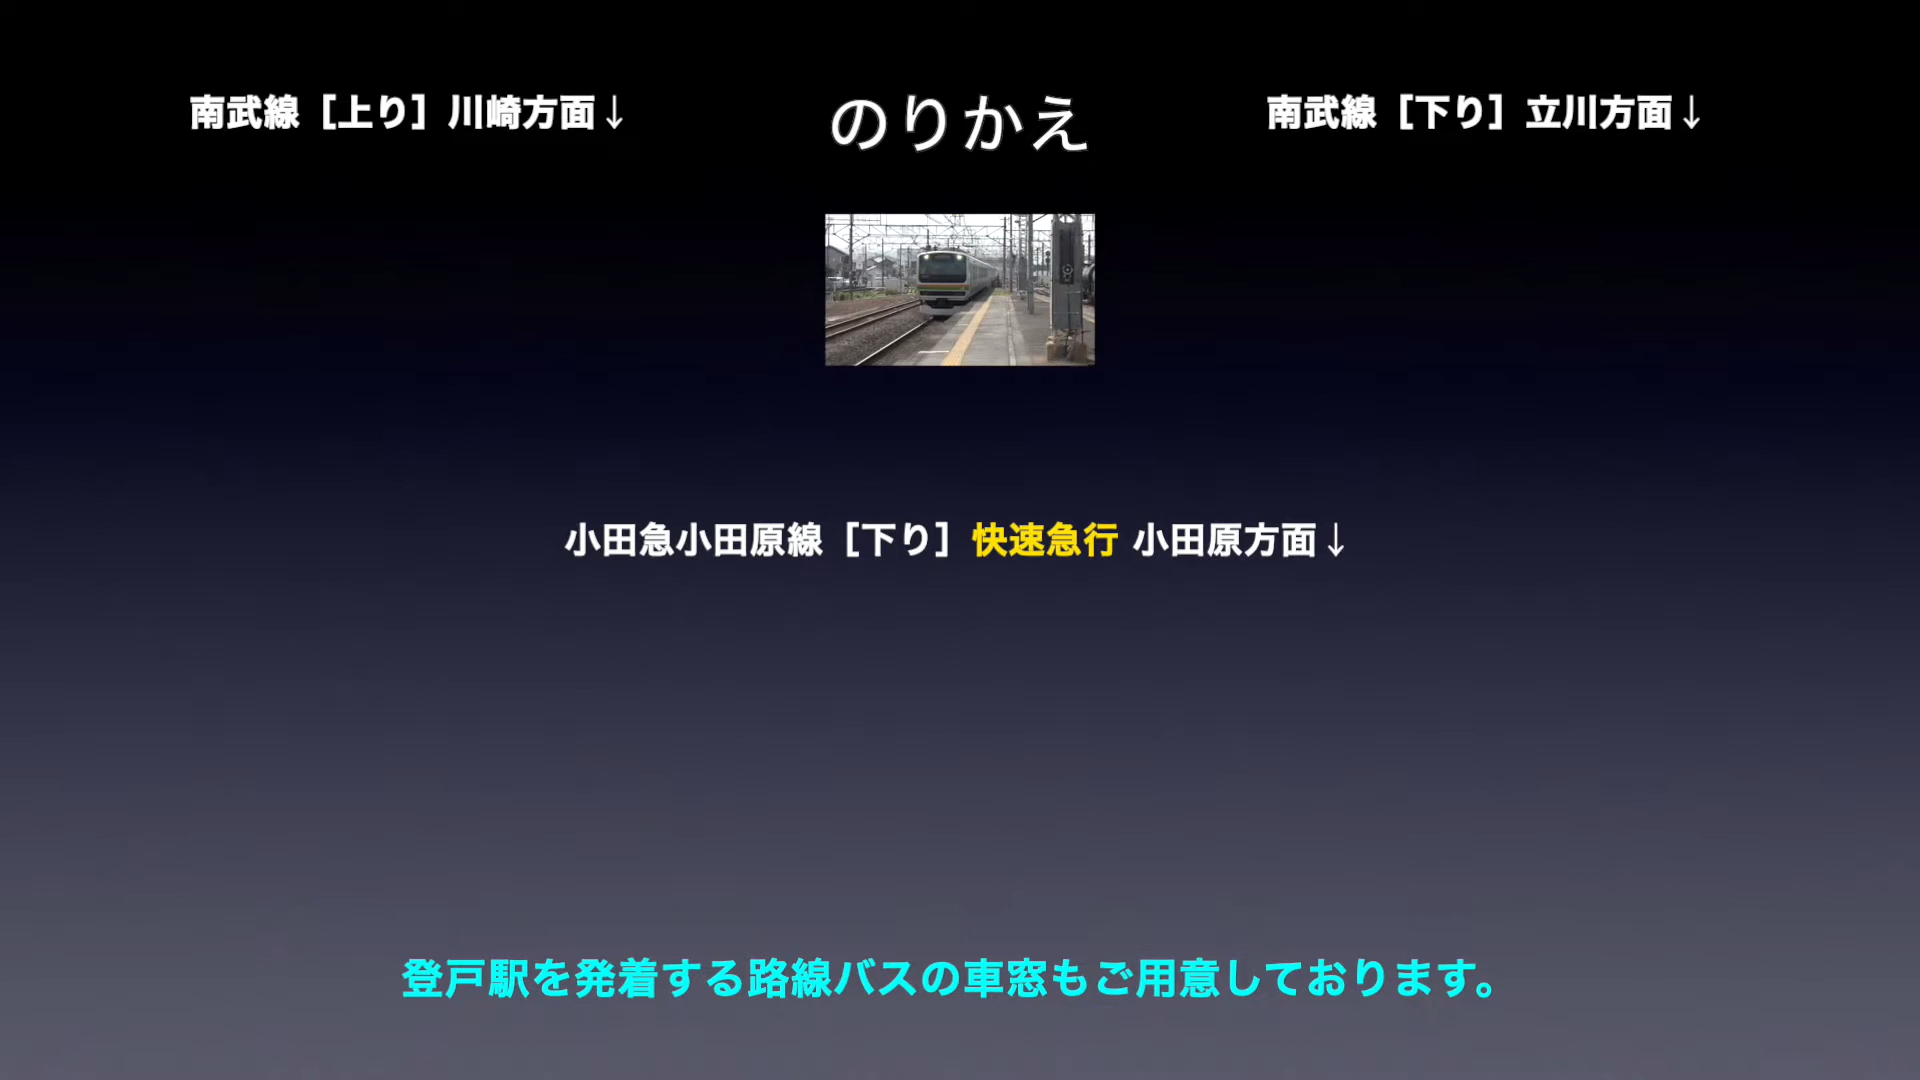 南武線［上り］川崎方面↓
のりかえ
南武線［下り］立川方面↓
小田急小田原線［下り］快速急行 小田原方面↓
登戸駅を発着する路線バスの車窓もご用意しております。